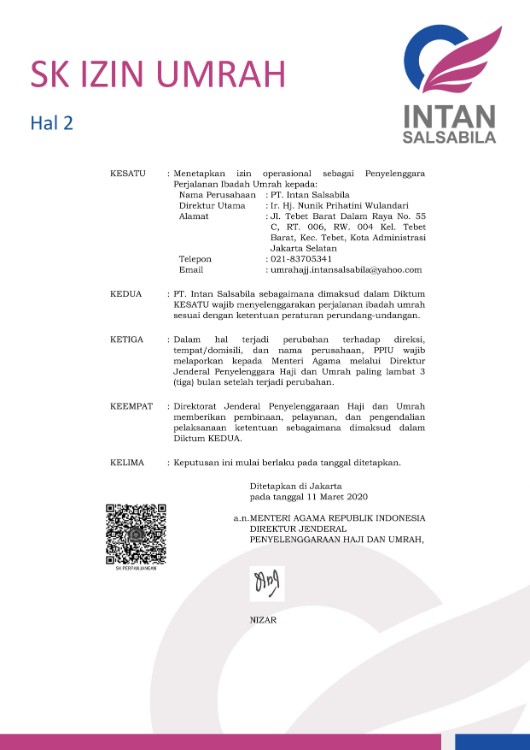 SK IZIN UMRAH
Hal 2
INTAN
SALSABILA
KESATU : Menetapkan izin operasional sebagai Penyelenggara
Perjalanan Ibadah Umrah kepada:
Nama Perusahaan : PT. Intan Salsabila
Direktur Utama : Ir. Hj. Nunik Prihatini Wulandari
Alamat : Jl. Tebet Barat Dalam Raya No. 55
C, RT. 006, RW. 004 Kel. Tebet
Barat, Kec. Tebet, Kota Administrasi
Jakarta Selatan
Telepon : 021-83705341
Email : umrahajj.intansalsabila@yahoo.com
KEDUA : PT. Intan Salsabila sebagaimana dimaksud dalam Diktum
KESATU wajib menyelenggarakan perjalanan ibadah umrah
sesuai dengan ketentuan peraturan perundang-undangan.
KETIGA : Dalam hal terjadi perubahan terhadap direksi,
tempat/domisili, dan nama perusahaan, PPIU wajib
melaporkan kepada Menteri Agama melalui Direktur
Jenderal Penyelenggara Haji dan Umrah paling lambat 3
(tiga) bulan setelah terjadi perubahan.
KEEMPAT : Direktorat Jenderal Penyelenggaraan Haji dan Umrah
memberikan pembinaan, pelayanan, dan pengendalian
pelaksanaan ketentuan sebagaimana dimaksud dalam
Diktum KEDUA.
KELIMA : Keputusan ini mulai berlaku pada tanggal ditetapkan.
Ditetapkan di Jakarta
pada tanggal 11 Maret 2020
a.n.MENTERI AGAMA REPUBLIK INDONESIA
DIREKTUR JENDERAL
PENYELENGGARAAN HAJI DAN UMRAH,
NIZAR